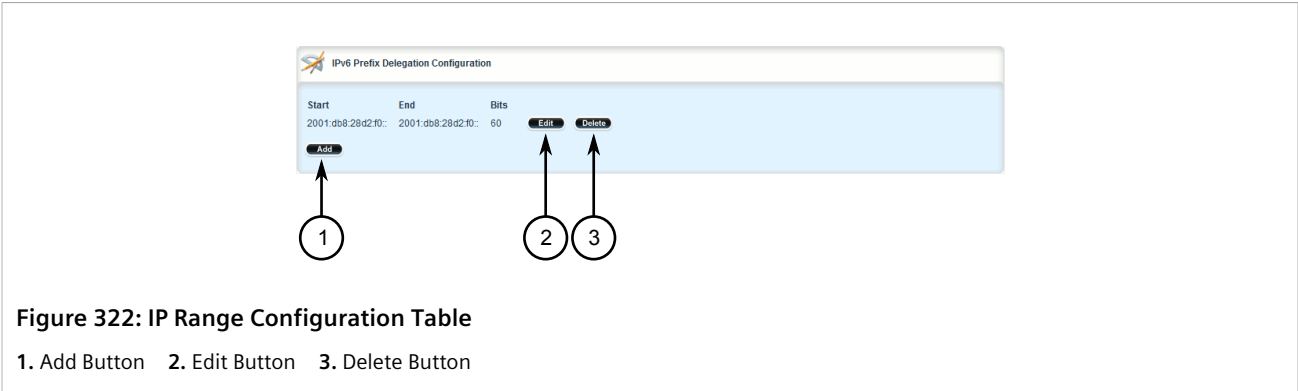 IPv6 Prefix Delegation Configuration
Start End Bits
2001:db8:28d2:f0:: 2001:db8:28d2:f0:: 60 Edit Delete
Add
1 2 3
Figure 322: IP Range Configuration Table
1. Add Button 2. Edit Button 3. Delete Button